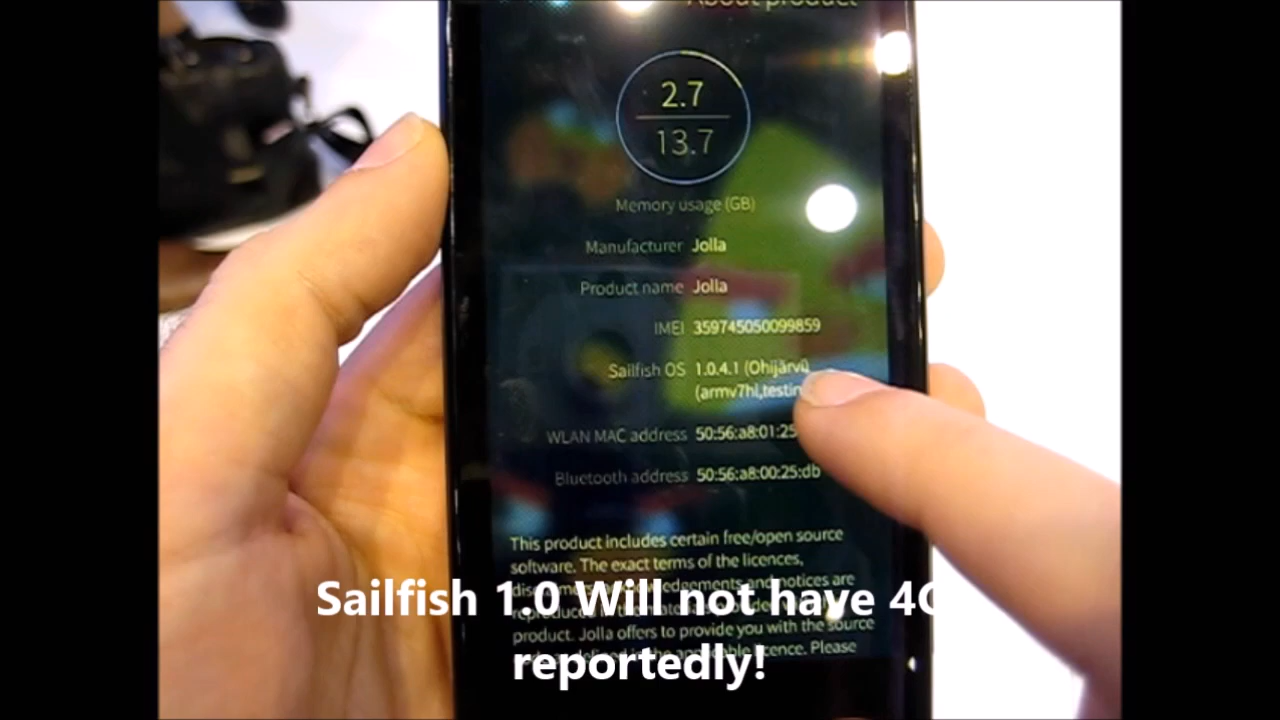 About product
2.7
13.7
Memory usage (GB)
Manufacturer Jolla
Product name Jolla
IMEI 359745050099859
Sailfish OS 1.0.4.1 (Ohijärvi)
(armv7hl,testin
WLAN MAC address 50:56:a8:01:25
Bluetooth address 50:56:a8:00:25:db
This product includes certain free/open source
software. The exact terms of the licences,
and notices are
product. Jolla offers to provide you with the source
licence. Please
Sailfish 1.0 Will not have 4G
reportedly!